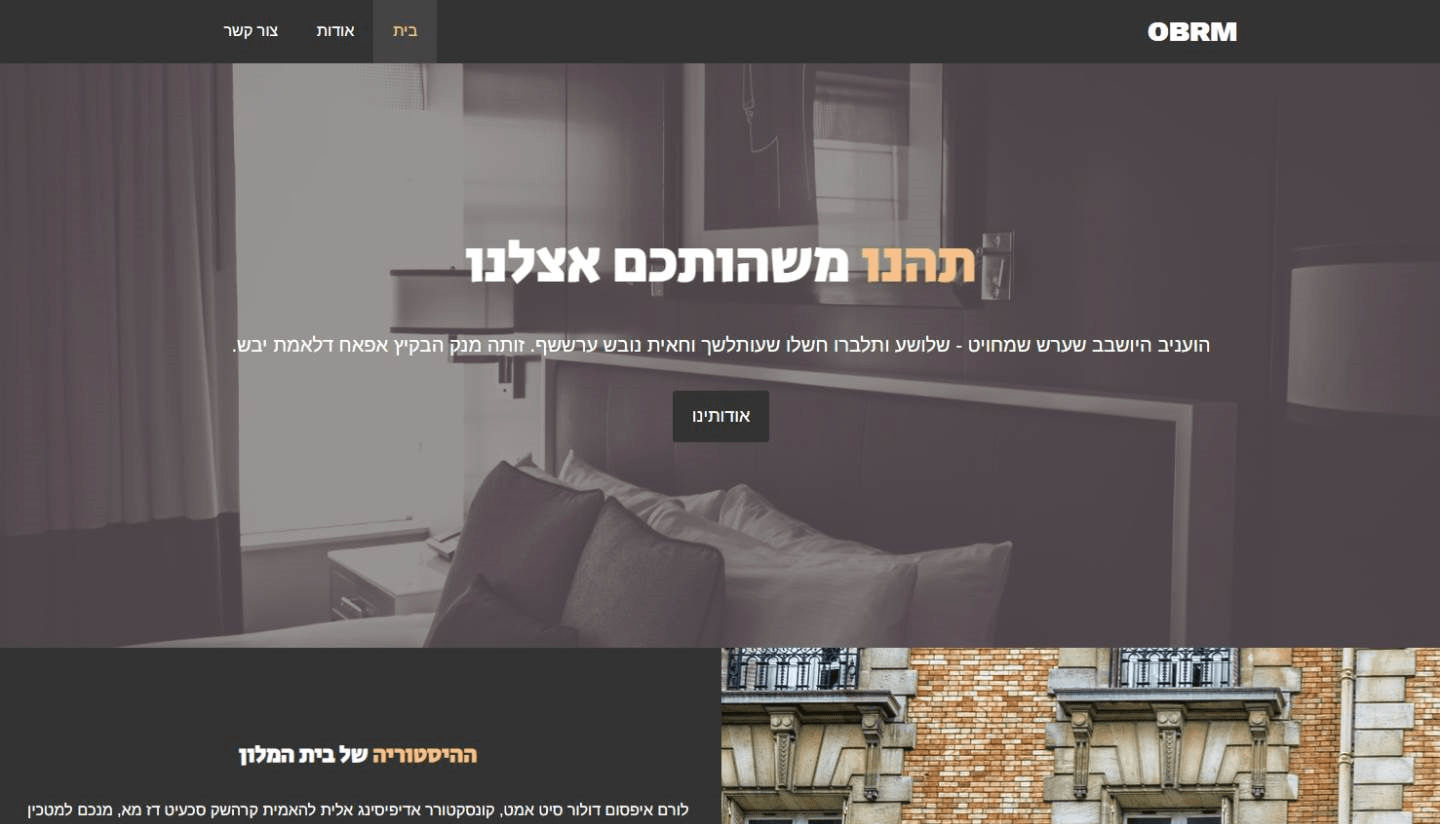 OBRM
בית
אודות
צור קשר
תהנו משהותכם אצלנו
הועניב היושבב שערש שמחויט - שלושע ותלברו חשלו שעותלשך וחאית נובש ערששף. זותה מנק הבקיץ אפאח דלאמת יבש.
אודותינו
ההיסטוריה של בית המלון
לורם איפסום דולור סיט אמט, קונסקטורר אדיפיסינג אלית להאמית קרהשק סכעיט דז מא, מנכם למטכין